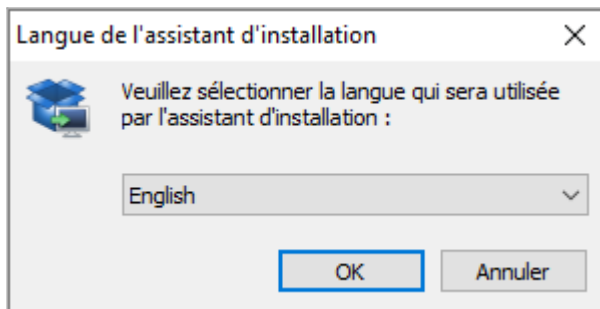 Langue de l'assistant d'installation
Veuillez sélectionner la langue qui sera utilisée
par l'assistant d'installation :
English
OK
Annuler